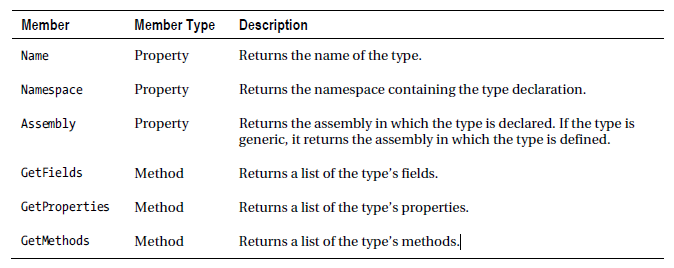 Member Member Type Description
Name Property Returns the name of the type.
Namespace Property Returns the namespace containing the type declaration.
Assembly Property Returns the assembly in which the type is declared. If the type is
generic, it returns the assembly in which the type is defined.
GetFields Method Returns a list of the type’s fields.
GetProperties Method Returns a list of the type’s properties.
GetMethods Method Returns a list of the type’s methods.